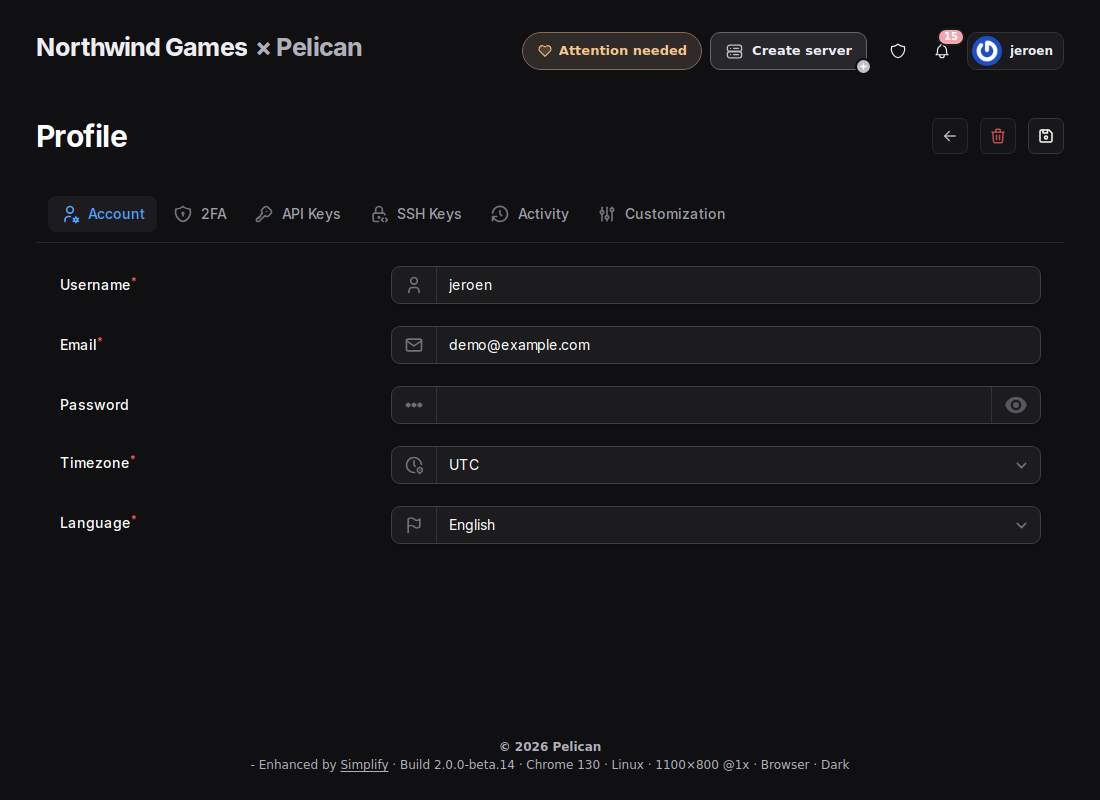 Northwind Games × Pelican
Attention needed
Create server
15
jeroen
Profile
Account
2FA
API Keys
SSH Keys
Activity
Customization
Username*
jeroen
Email*
demo@example.com
Password
Timezone*
UTC
Language*
English
© 2026 Pelican
- Enhanced by Simplify · Build 2.0.0-beta.14 · Chrome 130 · Linux · 1100×800 @1x · Browser · Dark